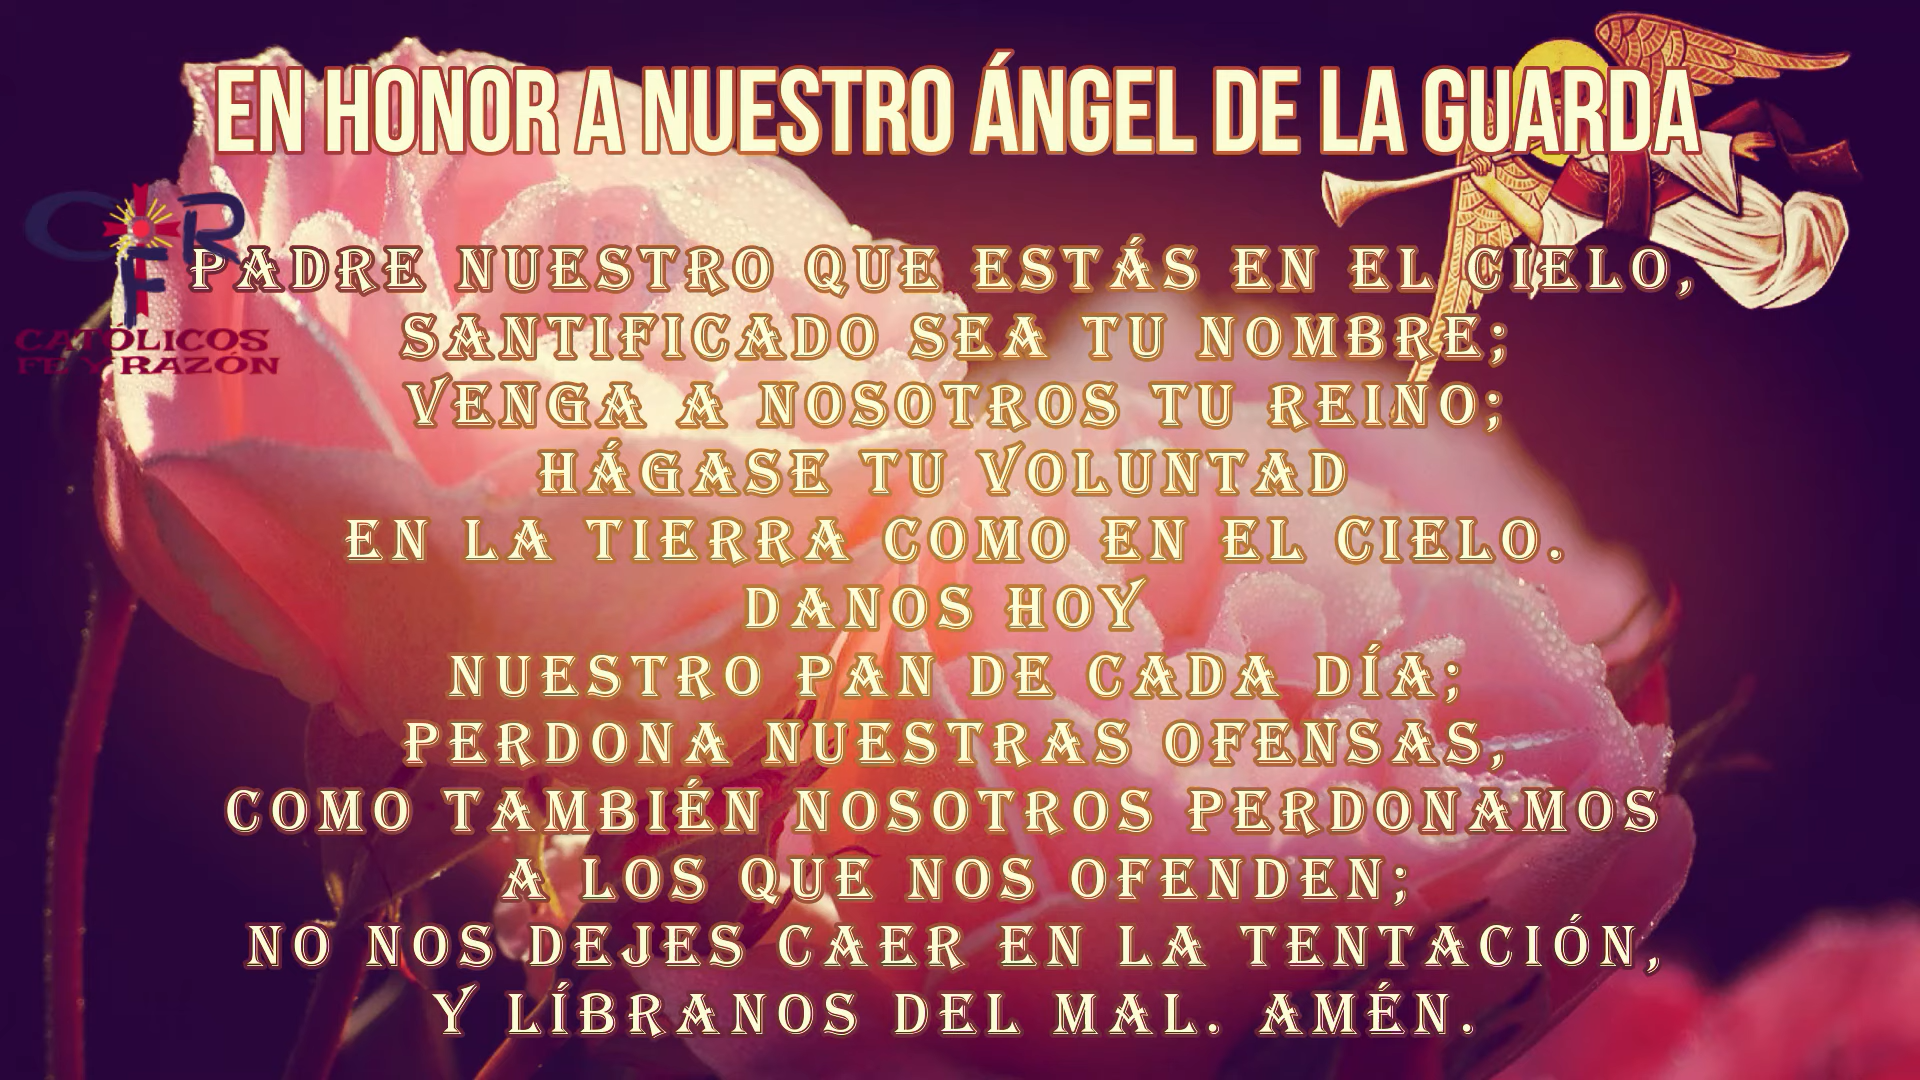 EN HONOR A NUESTRO ÁNGEL DE LA GUARDA
CFR
CATÓLICOS
FE Y RAZÓN
PADRE NUESTRO QUE ESTÁS EN EL CIELO,
SANTIFICADO SEA TU NOMBRE;
VENGA A NOSOTROS TU REINO;
HÁGASE TU VOLUNTAD
EN LA TIERRA COMO EN EL CIELO.
DANOS HOY
NUESTRO PAN DE CADA DÍA;
PERDONA NUESTRAS OFENSAS,
COMO TAMBIÉN NOSOTROS PERDONAMOS
A LOS QUE NOS OFENDEN;
NO NOS DEJES CAER EN LA TENTACIÓN,
Y LÍBRANOS DEL MAL. AMÉN.